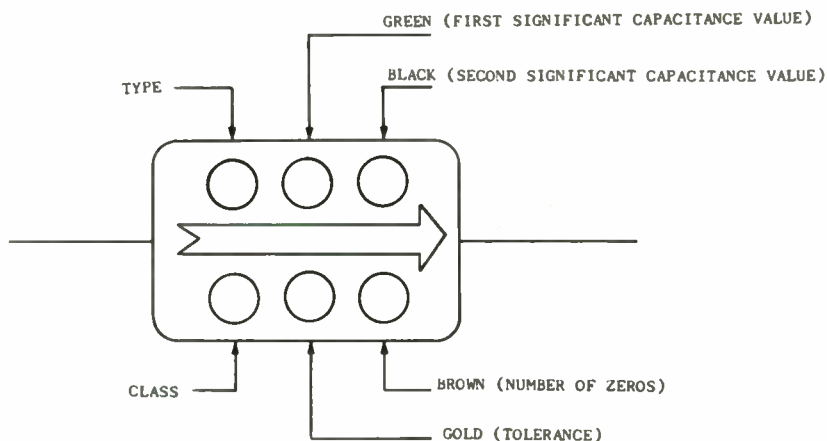 GREEN (FIRST SIGNIFICANT CAPACITANCE VALUE)
BLACK (SECOND SIGNIFICANT CAPACITANCE VALUE)
TYPE
CLASS
BROWN (NUMBER OF ZEROS)
GOLD (TOLERANCE)